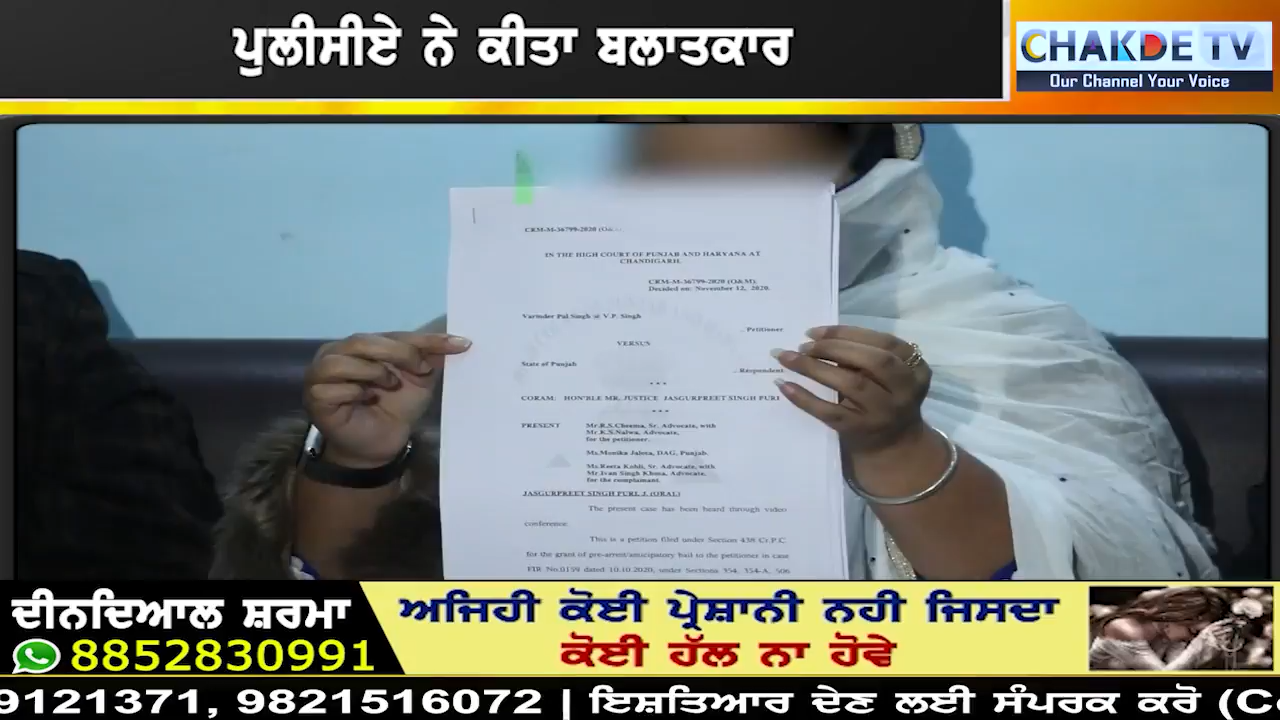 ਪੁਲੀਸੀਏ ਨੇ ਕੀਤਾ ਬਲਾਤਕਾਰ
CHAKDE TV
Our Channel Your Voice
CRM-M-36799-2020
IN THE HIGH COURT OF PUNJAB AND HARYANA AT
CHANDIGARH.
CRM-M-36799-2020 (O&M).
Decided on: November 12, 2020.
Varinder Pal Singh @ V.P. Singh
.. Petitioner
VERSUS
State of Punjab
.. Respondent
***
CORAM: HON'BLE MR. JUSTICE JASGURPREET SINGH PURI
***
PRESENT Mr.R.S.Cheema, Sr. Advocate, with
Mr.K.S.Nalwa, Advocate,
for the petitioner.
Ms.Monika Jalota, DAG, Punjab.
Ms.Reeta Kohli, Sr. Advocate, with
Mr.Ivan Singh Khosa, Advocate,
for the complainant.
JASGURPREET SINGH PURI, J. (ORAL)
The present case has been heard through video
conference.
This is a petition filed under Section 438 Cr.P.C
for the grant of pre-arrest/anticipatory bail to the petitioner in case
FIR No.0159 dated 10.10.2020, under Sections 354, 354-A, 506
ਦੀਨਦਿਆਲ ਸ਼ਰਮਾ
8852830991
ਅਜਿਹੀ ਕੋਈ ਪ੍ਰੇਸ਼ਾਨੀ ਨਹੀ ਜਿਸਦਾ
ਕੋਈ ਹੱਲ ਨਾ ਹੋਵੇ
9121371, 9821516072 | ਇਸ਼ਤਿਆਰ ਦੇਣ ਲਈ ਸੰਪਰਕ ਕਰੋ